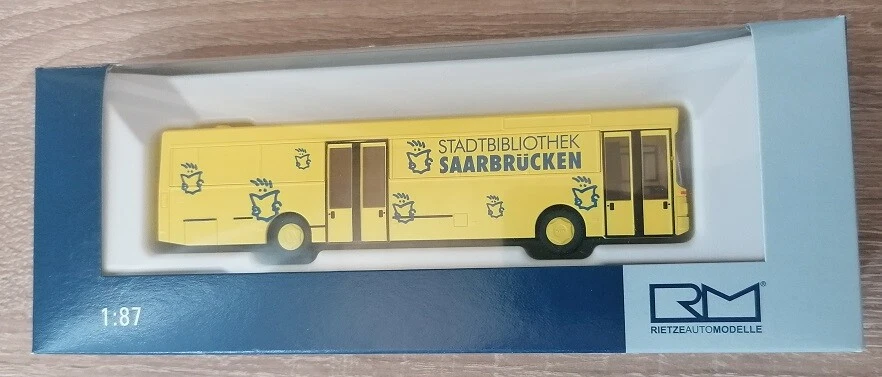 STADTBIBLIOTHEK
SAARBRÜCKEN
1:87
RM®
RIETZEAUTOMODELLE